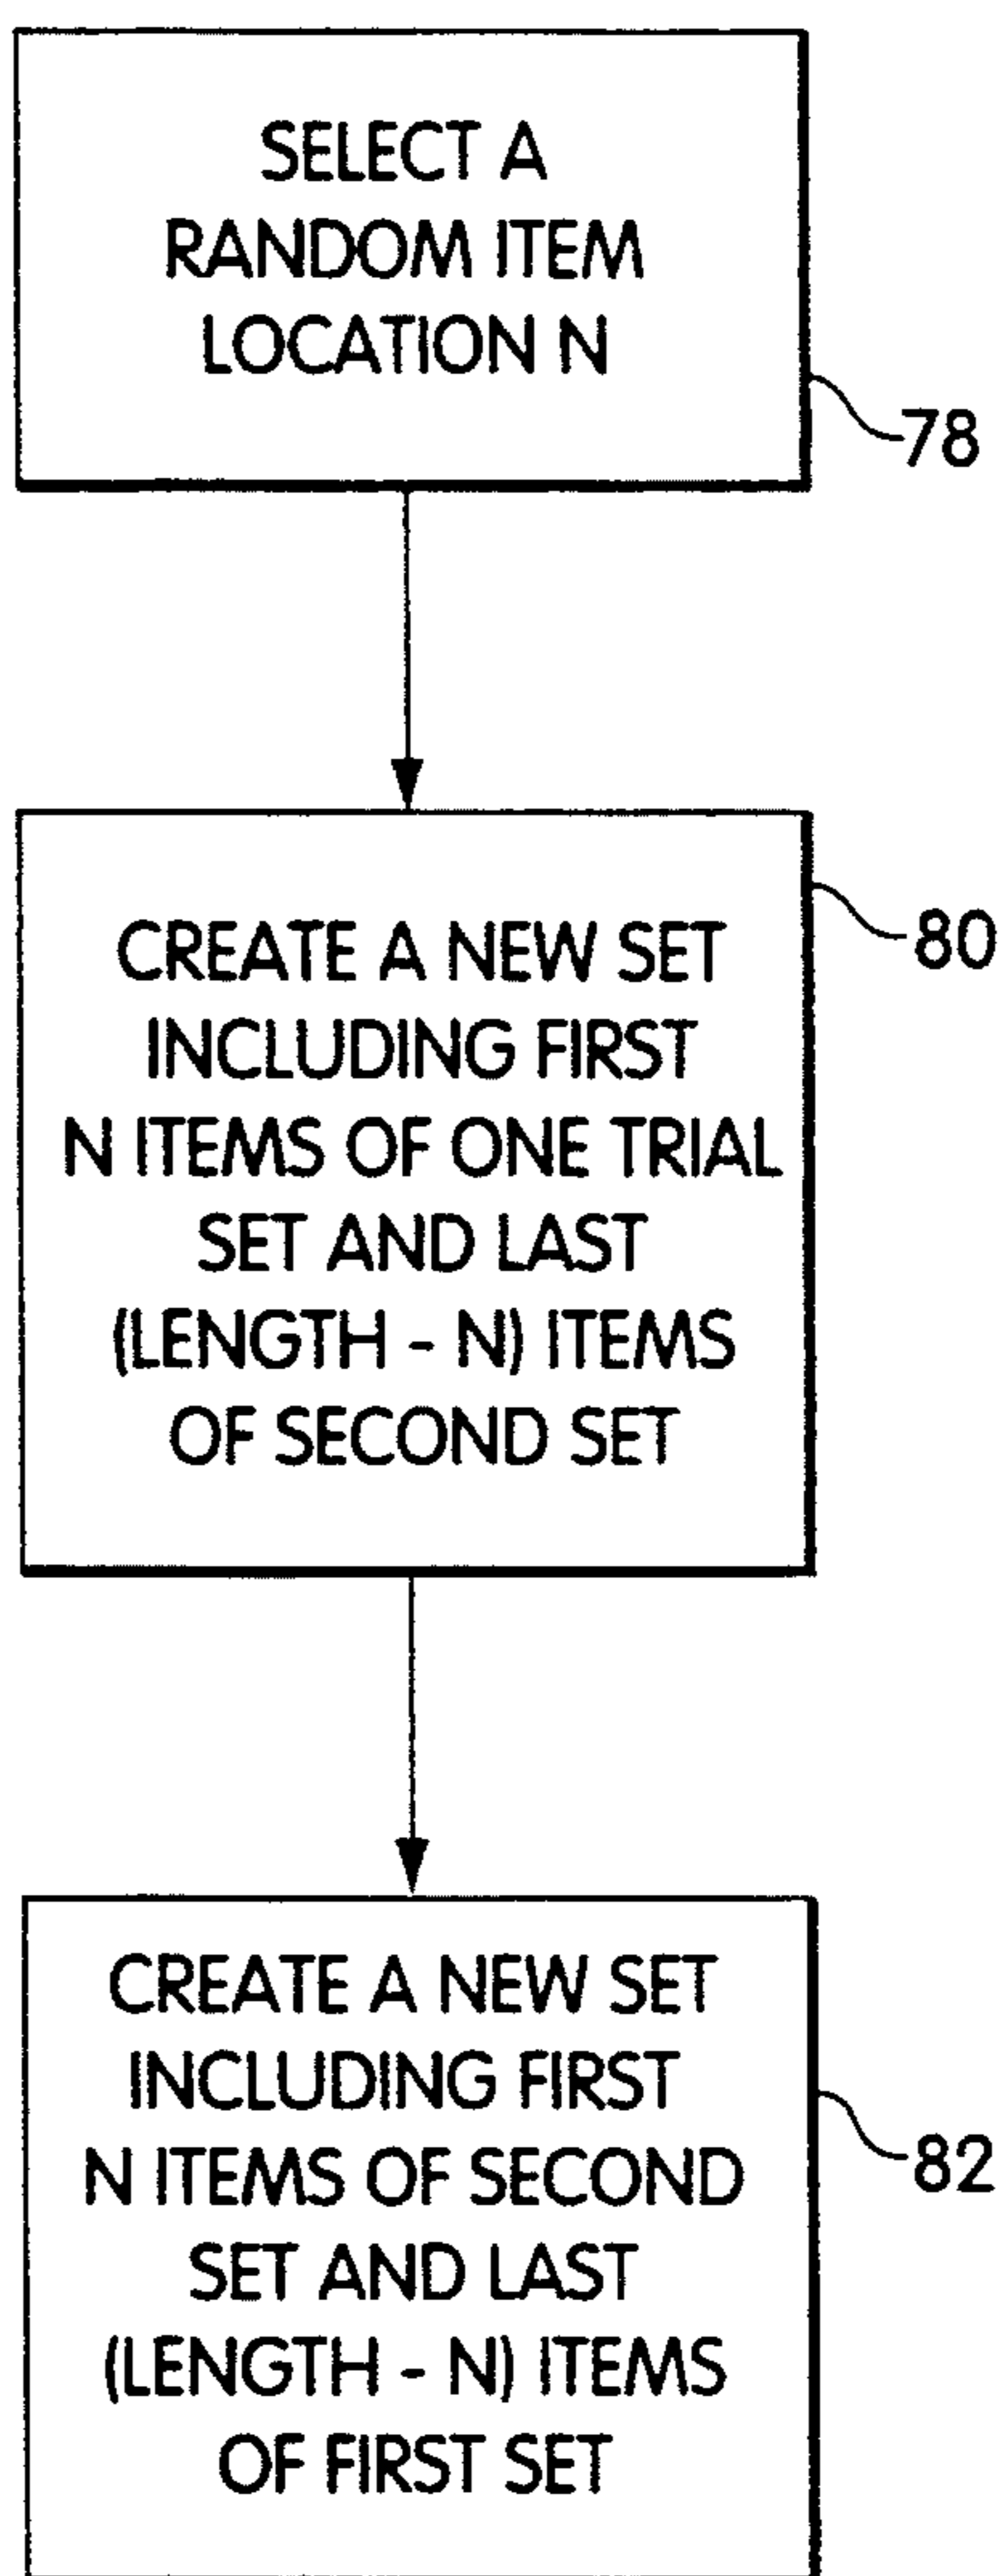 SELECT A
RANDOM ITEM
LOCATION N
78
CREATE A NEW SET
INCLUDING FIRST
N ITEMS OF ONE TRIAL
SET AND LAST
(LENGTH - N) ITEMS
OF SECOND SET
80
CREATE A NEW SET
INCLUDING FIRST
N ITEMS OF SECOND
SET AND LAST
(LENGTH - N) ITEMS
OF FIRST SET
82